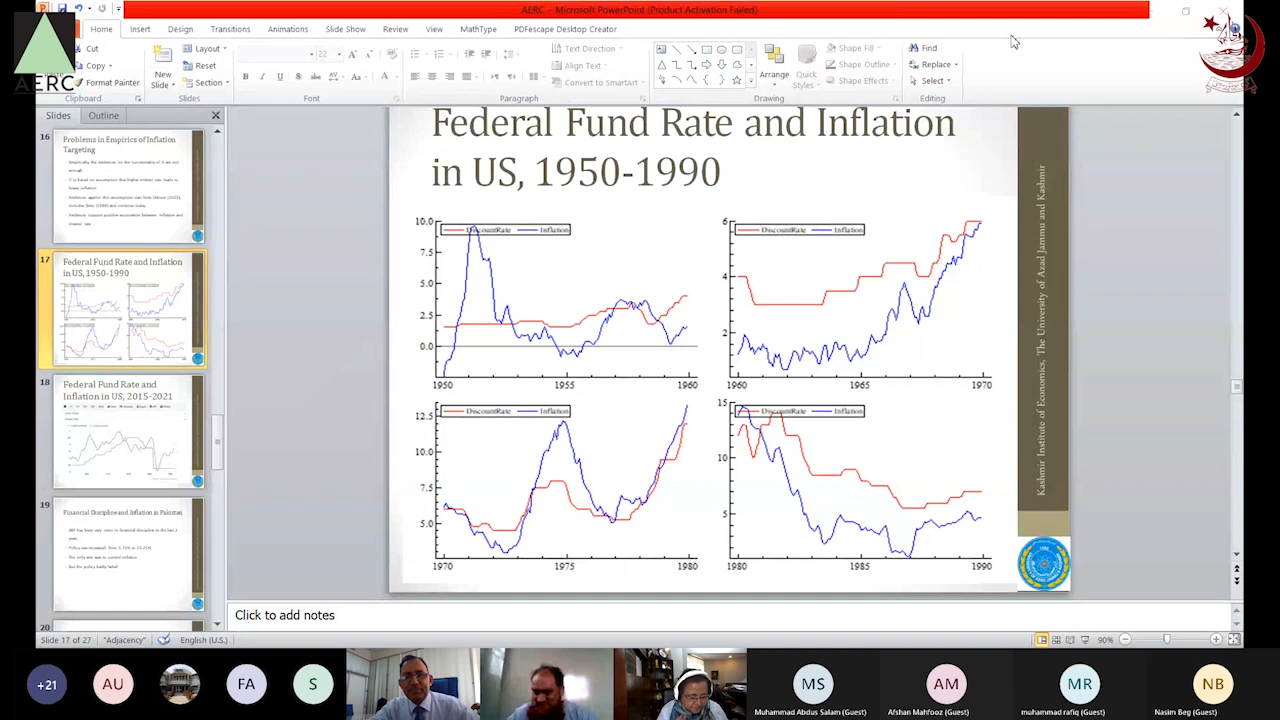 AERC - Microsoft PowerPoint (Product Activation Failed)
Home Insert Design Transitions Animations Slide Show Review View MathType PDFescape Desktop Creator
Cut
Copy
Format Painter
Clipboard
New Slide
Layout
Reset
Section
Slides
22
Font
Text Direction
Align Text
Convert to SmartArt
Paragraph
Arrange
Quick Styles
Shape Fill
Shape Outline
Shape Effects
Drawing
Find
Replace
Select
Editing
AERC
Slides Outline
16
Problems in Empirics of Inflation
Targeting
17
Federal Fund Rate and Inflation
in US, 1950-1990
18
Federal Fund Rate and
Inflation in US, 2015-2021
19
Financial Discipline and Inflation in Pakistan
20
Federal Fund Rate and Inflation
in US, 1950-1990
DiscountRate Inflation
10.0
7.5
5.0
2.5
0.0
1950 1955 1960
DiscountRate Inflation
6
4
2
1960 1965 1970
DiscountRate Inflation
12.5
10.0
7.5
5.0
1970 1975 1980
DiscountRate Inflation
15
10
5
1980 1985 1990
Kashmir Institute of Economics, The University of Azad Jammu and Kashmir
Click to add notes
Slide 17 of 27 "Adjacency" English (U.S.) 90%
+21 AU FA S MS AM MR NB
Muhammad Abdus Salam (Guest) Afshan Mahfooz (Guest) muhammad rafiq (Guest) Nasim Beg (Guest)